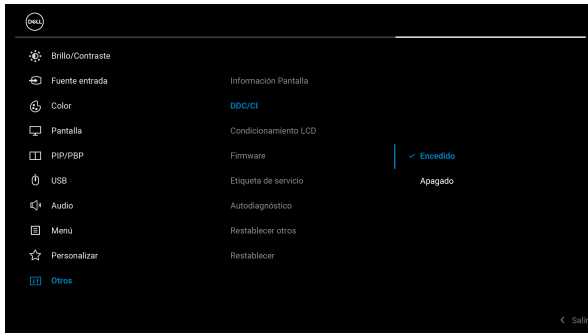 DELL
Brillo/Contraste
Fuente entrada
Color
Pantalla
PIP/PBP
USB
Audio
Menú
Personalizar
Otros
Información Pantalla
DDC/CI
Condicionamiento LCD
Firmware
Etiqueta de servicio
Autodiagnóstico
Restablecer otros
Restablecer
Encedido
Apagado
Salir